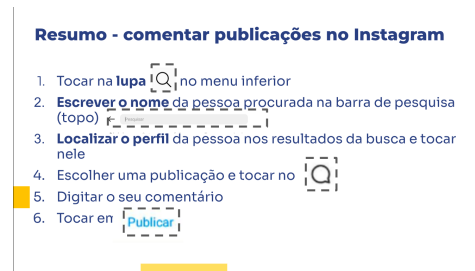 Resumo - comentar publicações no Instagram
1. Tocar na lupa no menu inferior
2. Escrever o nome da pessoa procurada na barra de pesquisa
(topo) Pesquisar
3. Localizar o perfil da pessoa nos resultados da busca e tocar
nele
4. Escolher uma publicação e tocar no
5. Digitar o seu comentário
6. Tocar em Publicar